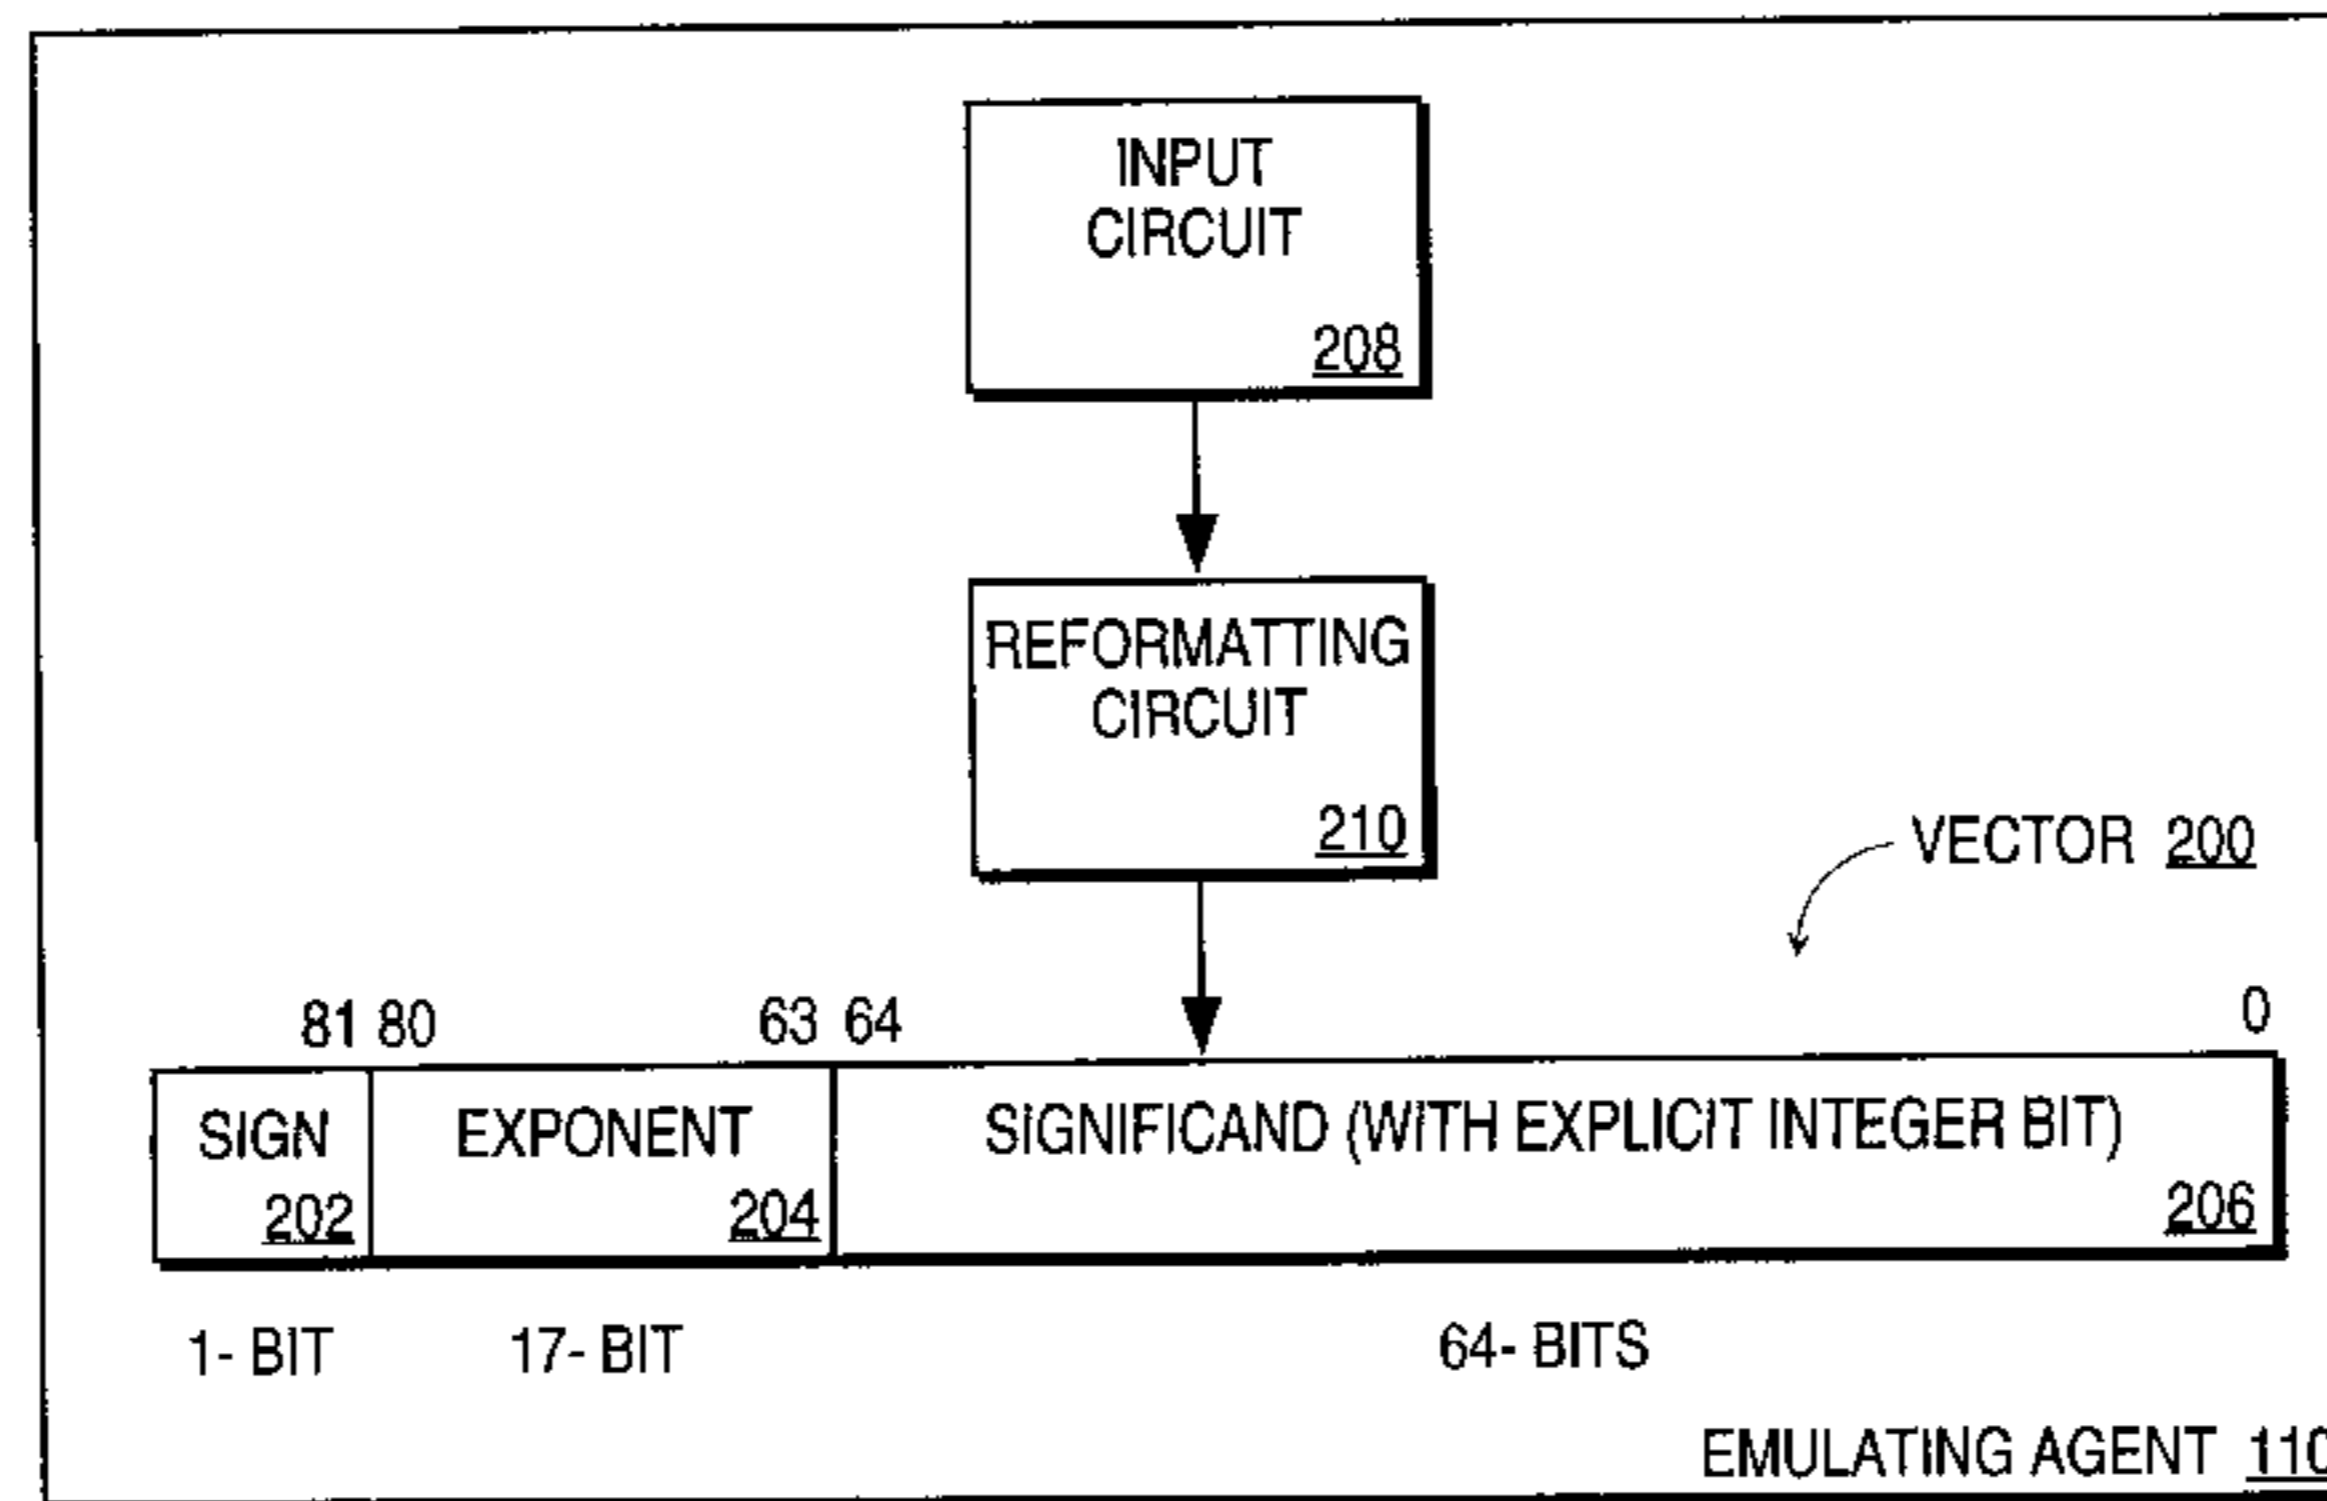 INPUT
CIRCUIT
208
REFORMATTING
CIRCUIT
210
VECTOR 200
81 80 63 64 0
SIGN EXPONENT SIGNIFICAND (WITH EXPLICIT INTEGER BIT)
202 204 206
1- BIT 17- BIT 64- BITS
EMULATING AGENT 110